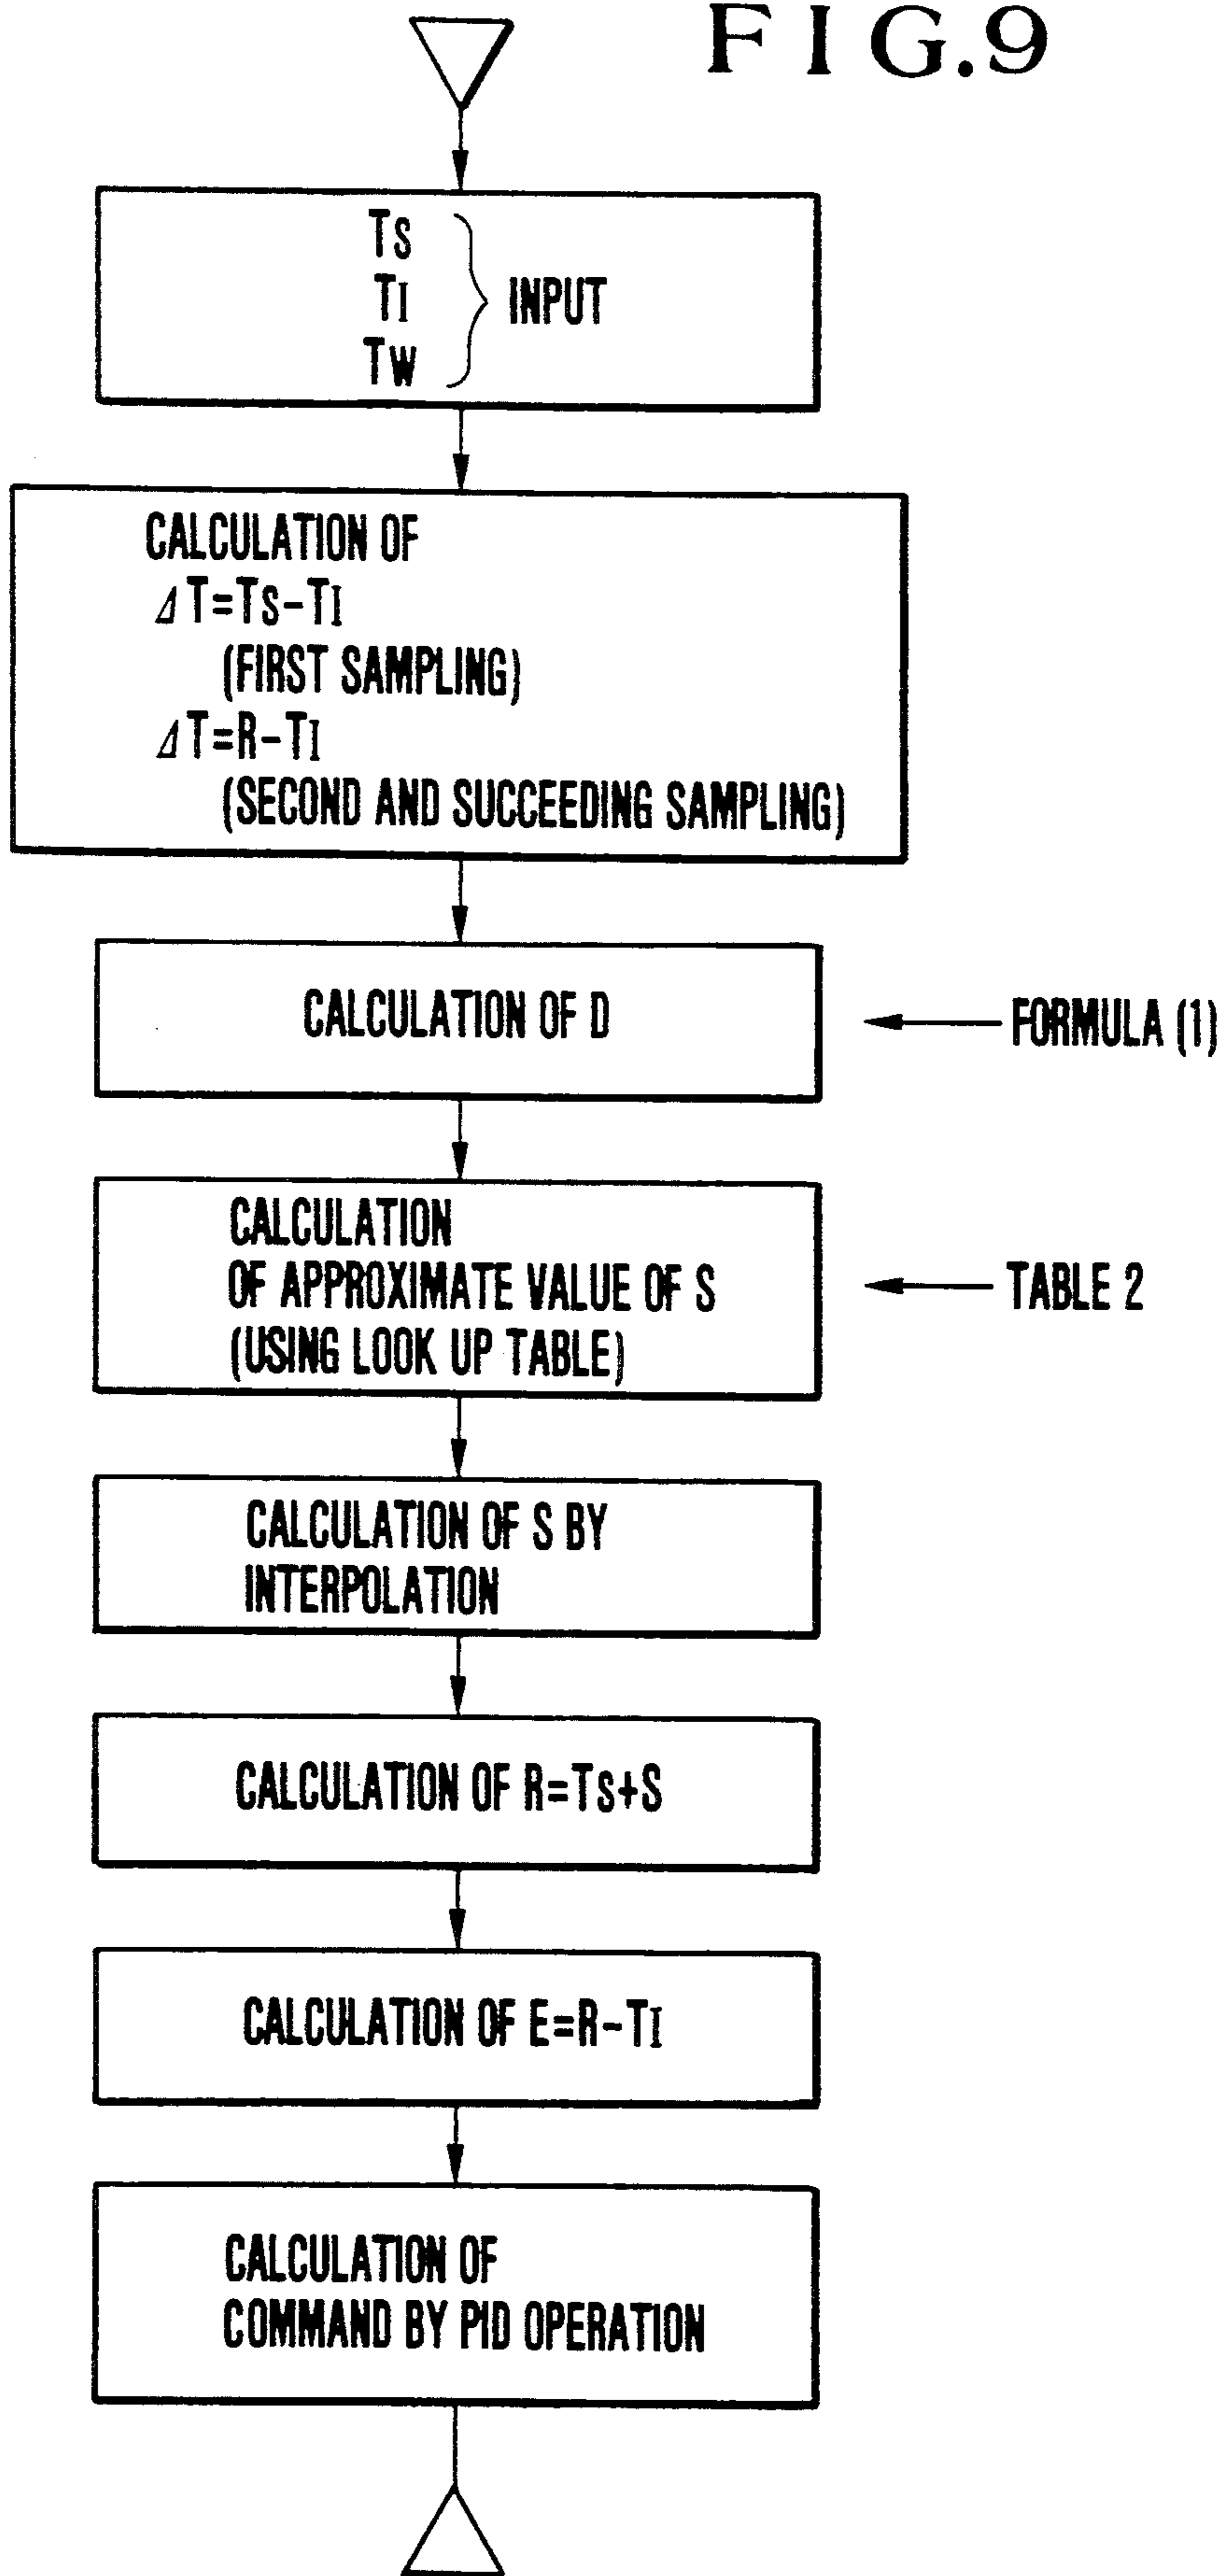 FIG.9
Ts
TI
Tw
INPUT
CALCULATION OF
ΔT=Ts-TI
(FIRST SAMPLING)
ΔT=R-TI
(SECOND AND SUCCEEDING SAMPLING)
CALCULATION OF D
FORMULA (1)
CALCULATION
OF APPROXIMATE VALUE OF S
(USING LOOK UP TABLE)
TABLE 2
CALCULATION OF S BY
INTERPOLATION
CALCULATION OF R=Ts+S
CALCULATION OF E=R-TI
CALCULATION OF
COMMAND BY PID OPERATION